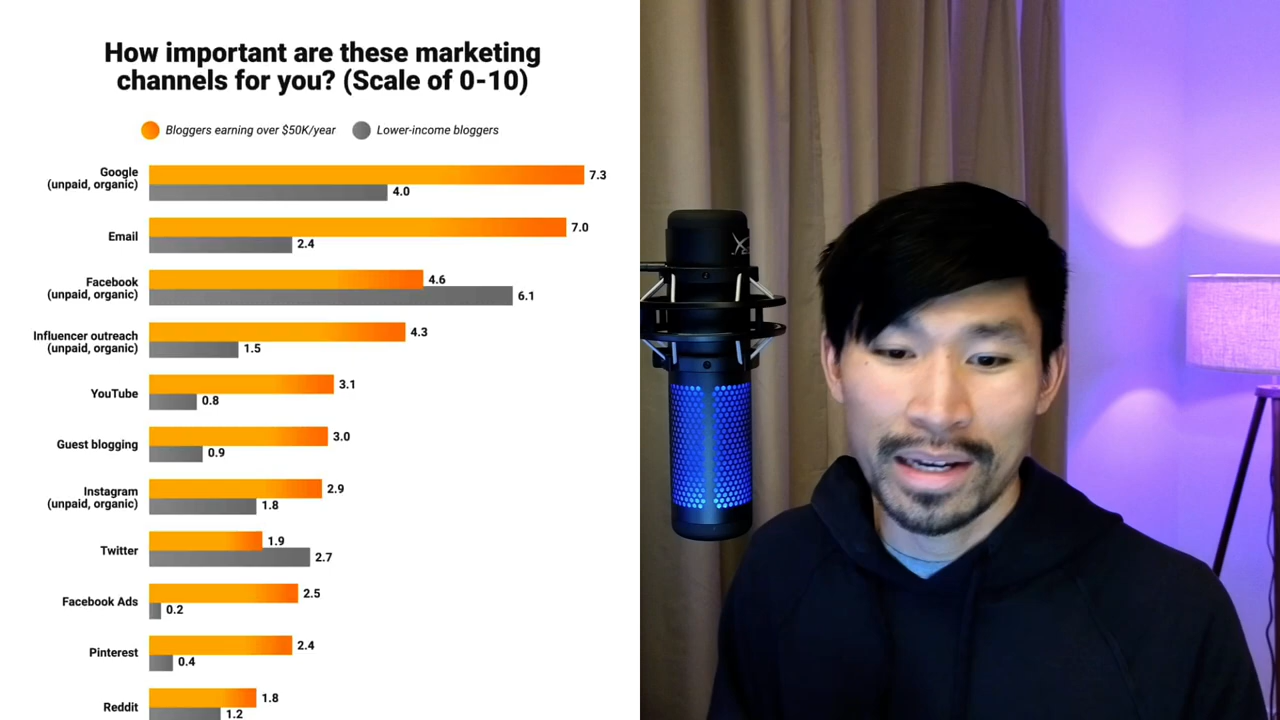 How important are these marketing
channels for you? (Scale of 0-10)
Bloggers earning over $50K/year
Lower-income bloggers
Google
(unpaid, organic)
7.3
4.0
Email
7.0
2.4
Facebook
(unpaid, organic)
4.6
6.1
Influencer outreach
(unpaid, organic)
4.3
1.5
YouTube
3.1
0.8
Guest blogging
3.0
0.9
Instagram
(unpaid, organic)
2.9
1.8
Twitter
1.9
2.7
Facebook Ads
2.5
0.2
Pinterest
2.4
0.4
Reddit
1.8
1.2